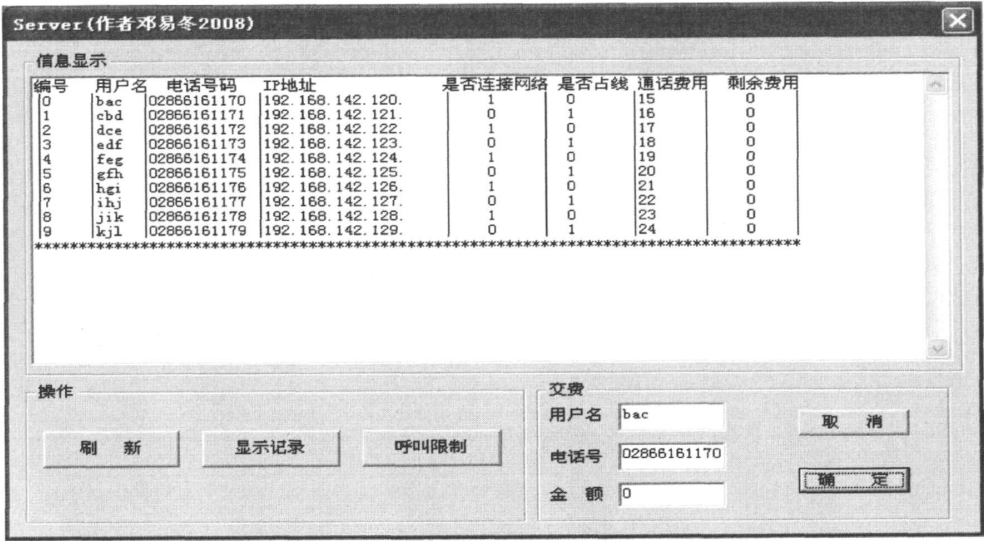 Server(作者邓易冬2008)
信息显示
编号 用户名 电话号码 IP地址 是否连接网络 是否占线 通话费用 剩余费用
|0 |bac |02866161170 |192.168.142.120. | 1 | 0 |15 | 0 |
|1 |cbd |02866161171 |192.168.142.121. | 0 | 1 |16 | 0 |
|2 |dce |02866161172 |192.168.142.122. | 1 | 0 |17 | 0 |
|3 |edf |02866161173 |192.168.142.123. | 0 | 1 |18 | 0 |
|4 |feg |02866161174 |192.168.142.124. | 1 | 0 |19 | 0 |
|5 |gfh |02866161175 |192.168.142.125. | 0 | 1 |20 | 0 |
|6 |hgi |02866161176 |192.168.142.126. | 1 | 0 |21 | 0 |
|7 |ihj |02866161177 |192.168.142.127. | 0 | 1 |22 | 0 |
|8 |jik |02866161178 |192.168.142.128. | 1 | 0 |23 | 0 |
|9 |kjl |02866161179 |192.168.142.129. | 0 | 1 |24 | 0 |
**********************************************************************************
操作
刷 新 显示记录 呼叫限制
交费
用户名 bac 取 消
电话号 02866161170
金 额 0 确 定